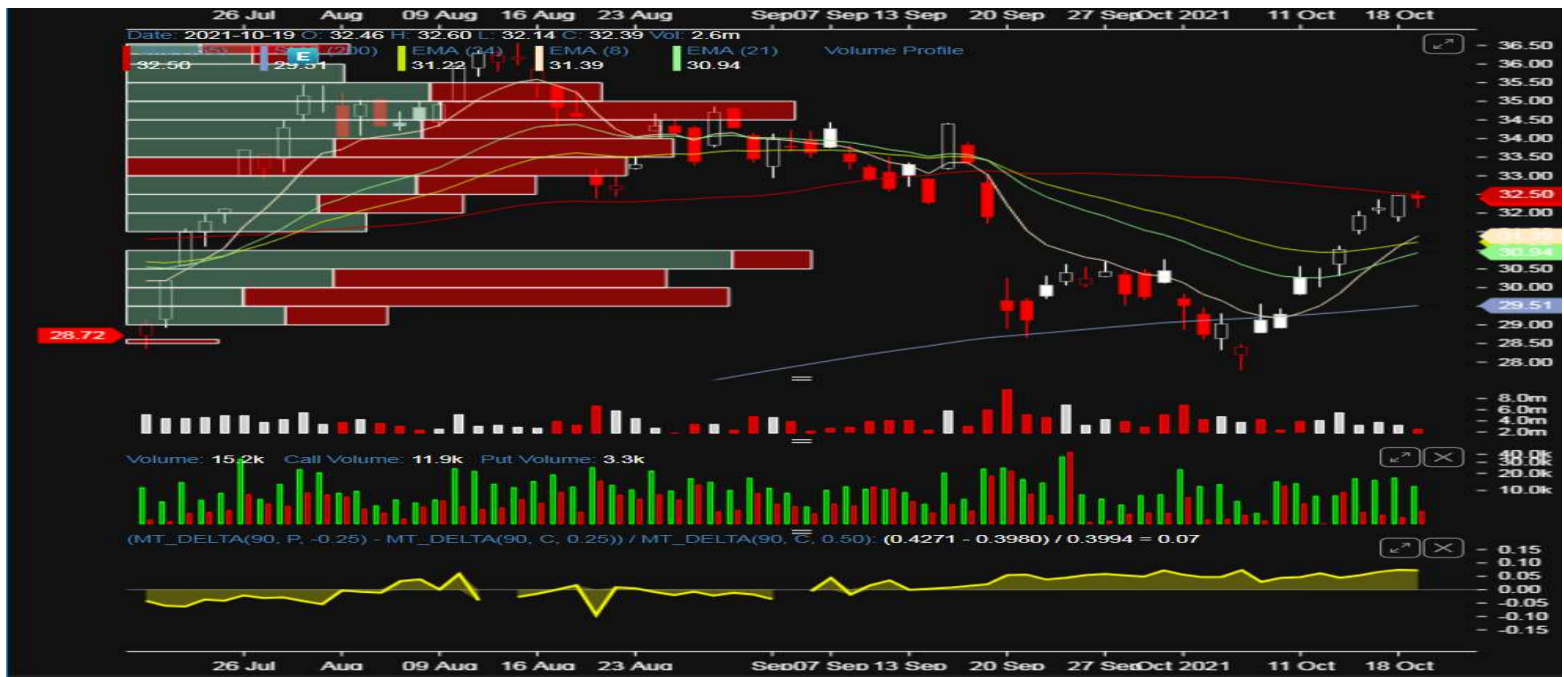 26 Jul Aug 09 Aug 16 Aug 23 Aug Sep07 Sep 13 Sep 20 Sep 27 Sep Oct 2021 11 Oct 18 Oct
Date: 2021-10-19 O: 32.46 H: 32.60 L: 32.14 C: 32.39 Vol: 2.6m
(200) EMA (34) EMA (8) EMA (21) Volume Profile
E
32.50 29.51 31.22 31.39 30.94
36.50
36.00
35.50
35.00
34.50
34.00
33.50
33.00
32.50
32.00
30.94
30.50
30.00
29.51
29.00
28.72
28.50
28.00
8.0m
6.0m
4.0m
2.0m
Volume: 15.2k Call Volume: 11.9k Put Volume: 3.3k
40.0k
20.0k
10.0k
(MT_DELTA(90, P, -0.25) - MT_DELTA(90, C, 0.25)) / MT_DELTA(90, C, 0.50): (0.4271 - 0.3980) / 0.3994 = 0.07
0.15
0.10
0.05
0.00
-0.05
-0.10
-0.15
26 Jul Aug 09 Aug 16 Aug 23 Aug Sep07 Sep 13 Sep 20 Sep 27 Sep Oct 2021 11 Oct 18 Oct